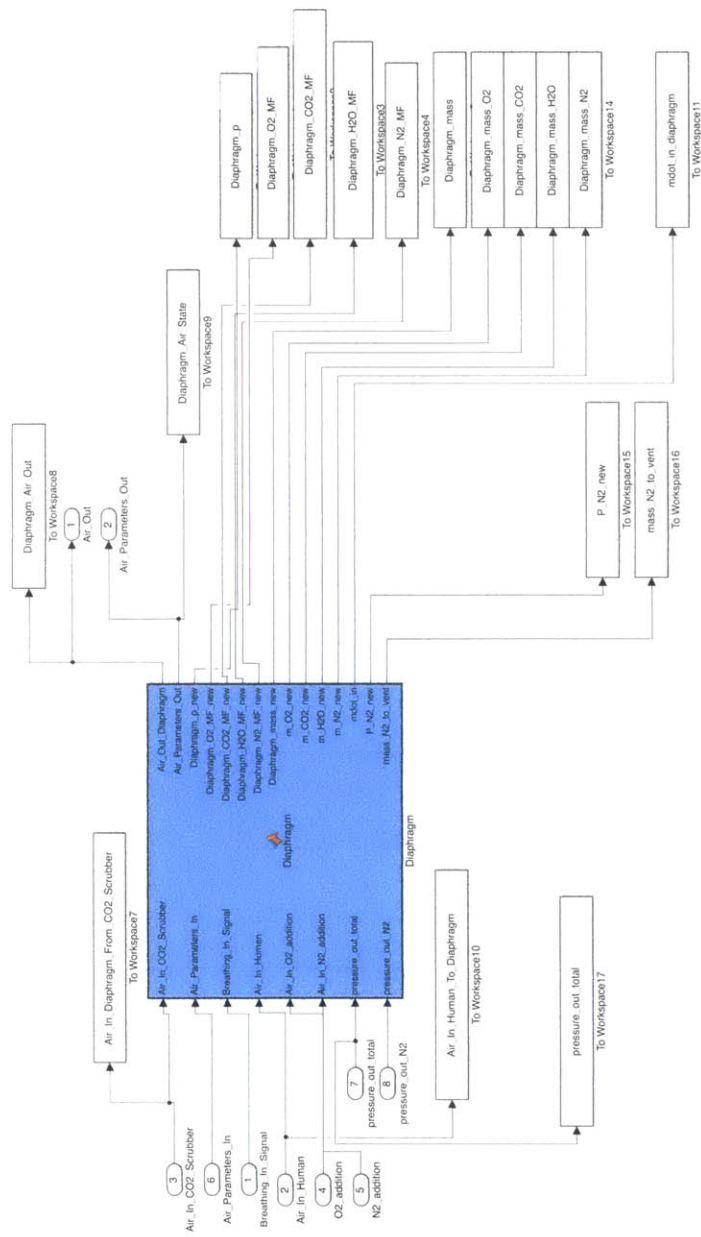 Diaphragm_Air_Out
To Workspace8
1
Air_Out
2
Air_Parameters_Out
Diaphragm_Air_State
To Workspace9
Diaphragm_p
Diaphragm_O2_MF
Diaphragm_CO2_MF
Diaphragm_H2O_MF
To Workspace3
Diaphragm_N2_MF
To Workspace4
Diaphragm_mass
Diaphragm_mass_O2
Diaphragm_mass_CO2
Diaphragm_mass_H2O
Diaphragm_mass_N2
To Workspace14
mdot_in_diaphragm
To Workspace11
P_N2_new
To Workspace15
mass_N2_to_vent
To Workspace16
Air_Out_Diaphragm
Air_Parameters_Out
Diaphragm_p_new
Diaphragm_O2_MF_new
Diaphragm_CO2_MF_new
Diaphragm_H2O_MF_new
Diaphragm_N2_MF_new
Diaphragm_mass_new
m_O2_new
m_CO2_new
m_H2O_new
m_N2_new
mdot_in
P_N2_new
mass_N2_to_vent
Diaphragm
Diaphragm
Air_In_CO2_Scrubber
Air_Parameters_In
Breathing_In_Signal
Air_In_Human
Air_In_O2_addition
Air_In_N2_addition
pressure_out_total
pressure_out_N2
Air_In_Diaphragm_From_CO2_Scrubber
To Workspace7
3
Air_In_CO2_Scrubber
6
Air_Parameters_In
1
Breathing_In_Signal
2
Air_In_Human
4
O2_addition
5
N2_addition
7
pressure_out_total
8
pressure_out_N2
Air_In_Human_To_Diaphragm
To Workspace10
pressure_out_total
To Workspace17